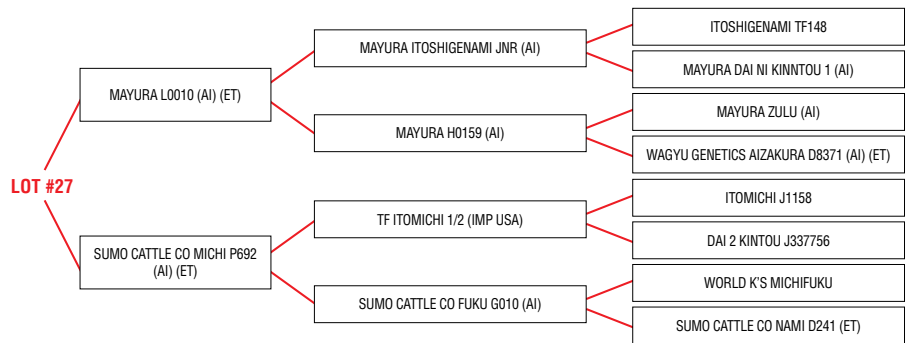 ITOSHIGENAMI TF148
MAYURA ITOSHIGENAMI JNR (AI)
MAYURA DAI NI KINNTOU 1 (AI)
MAYURA L0010 (AI) (ET)
MAYURA ZULU (AI)
MAYURA H0159 (AI)
WAGYU GENETICS AIZAKURA D8371 (AI) (ET)
LOT #27
ITOMICHI J1158
TF ITOMICHI 1/2 (IMP USA)
DAI 2 KINTOU J337756
SUMO CATTLE CO MICHI P692
(AI) (ET)
WORLD K'S MICHIFUKU
SUMO CATTLE CO FUKU G010 (AI)
SUMO CATTLE CO NAMI D241 (ET)